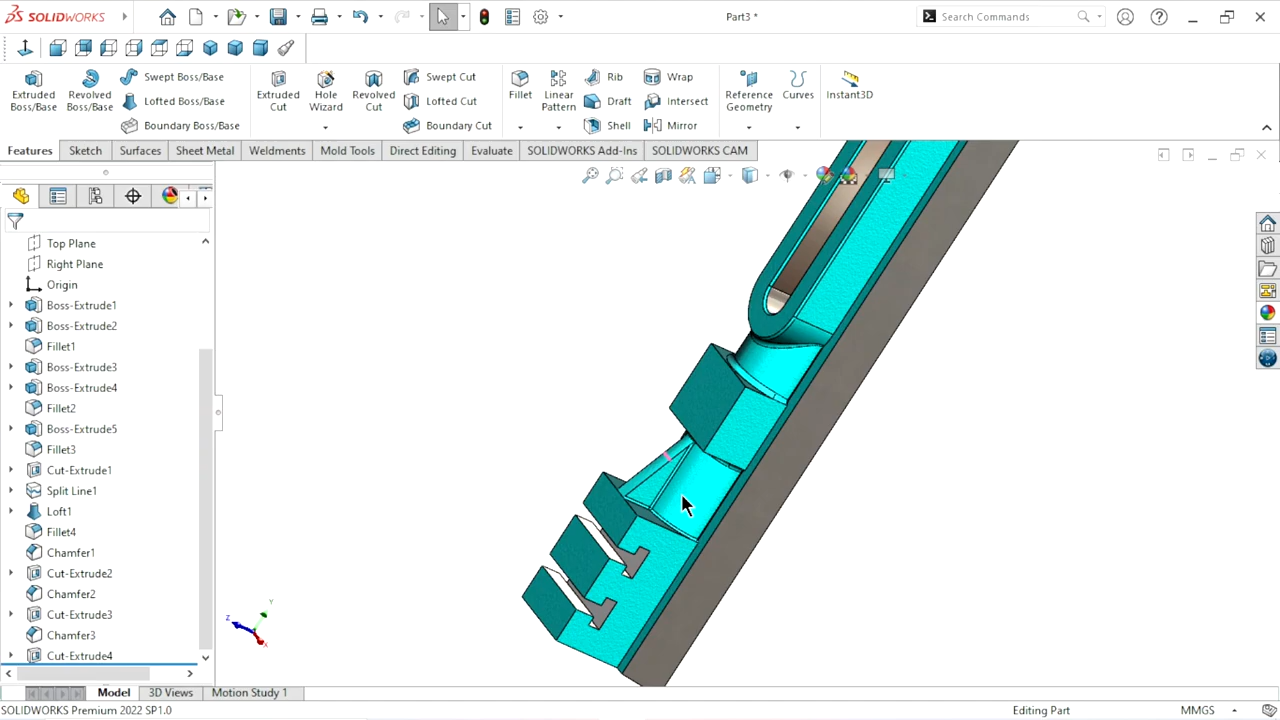 SOLIDWORKS
Part3 *
Search Commands
Extruded Boss/Base
Revolved Boss/Base
Swept Boss/Base
Lofted Boss/Base
Boundary Boss/Base
Extruded Cut
Hole Wizard
Revolved Cut
Swept Cut
Lofted Cut
Boundary Cut
Fillet
Linear Pattern
Rib
Draft
Shell
Wrap
Intersect
Mirror
Reference Geometry
Curves
Instant3D
Features
Sketch
Surfaces
Sheet Metal
Weldments
Mold Tools
Direct Editing
Evaluate
SOLIDWORKS Add-Ins
SOLIDWORKS CAM
Top Plane
Right Plane
Origin
Boss-Extrude1
Boss-Extrude2
Fillet1
Boss-Extrude3
Boss-Extrude4
Fillet2
Boss-Extrude5
Fillet3
Cut-Extrude1
Split Line1
Loft1
Fillet4
Chamfer1
Cut-Extrude2
Chamfer2
Cut-Extrude3
Chamfer3
Cut-Extrude4
Y
Z
X
Model
3D Views
Motion Study 1
SOLIDWORKS Premium 2022 SP1.0
Editing Part
MMGS